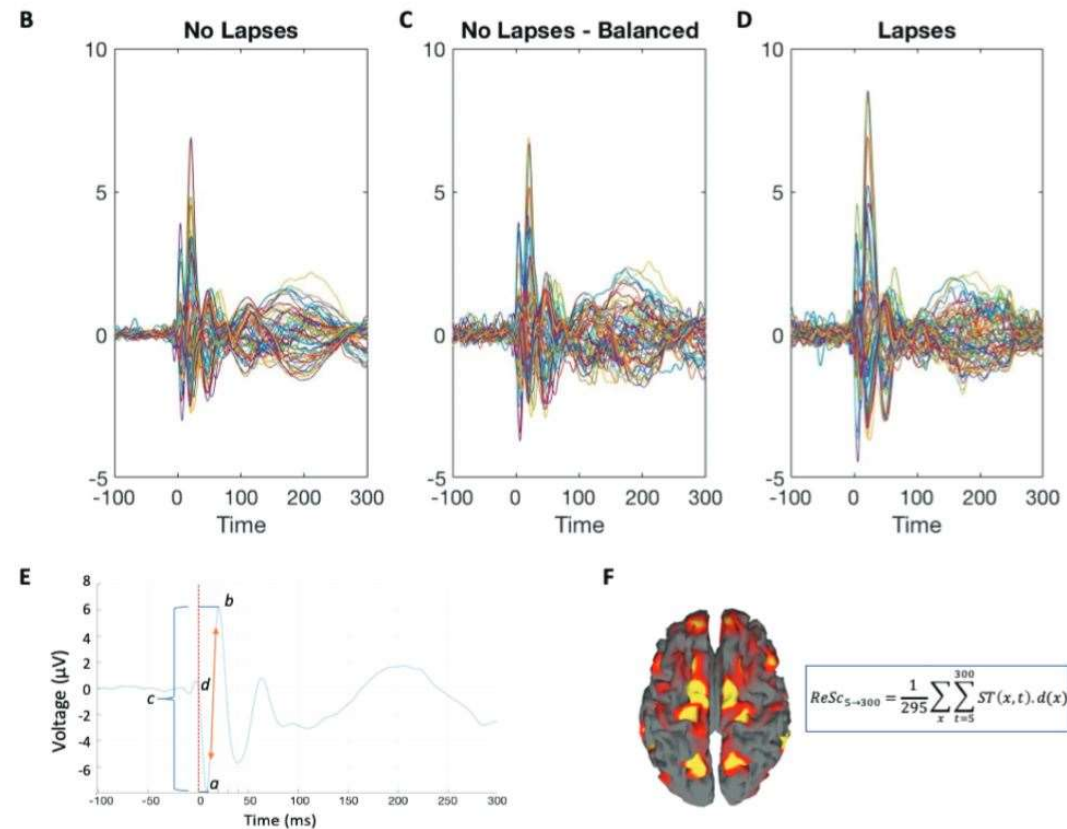 B
No Lapses
10
5
0
-5
-100 0 100 200 300
Time
C
No Lapses - Balanced
10
5
0
-5
-100 0 100 200 300
Time
D
Lapses
10
5
0
-5
-100 0 100 200 300
Time
E
8
6
4
2
0
-2
-4
-6
Voltage (µV)
b
d
c
a
-100 -50 0 50 100 150 200 250 300
Time (ms)
F
ReSc₅→₃₀₀ = 1/295 ∑ₓ ∑ₜ₌₅³⁰⁰ ST(x,t).d(x)